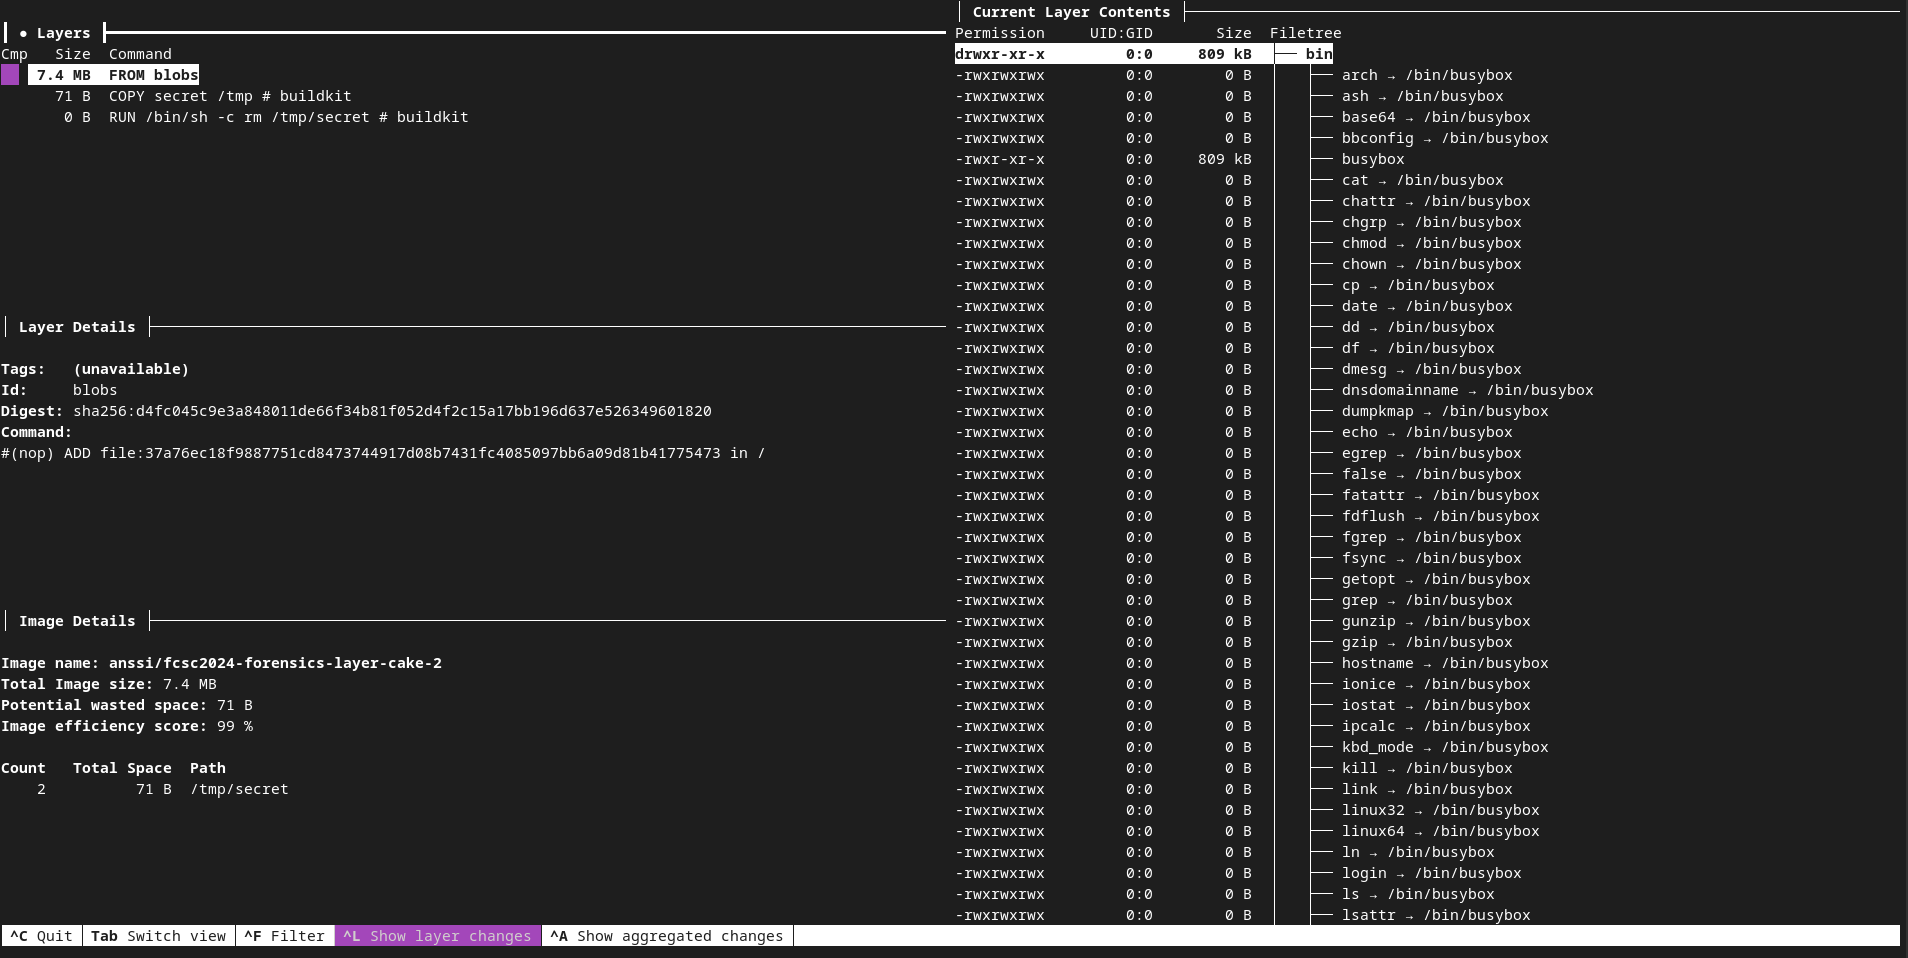 ● Layers
Cmp Size Command
7.4 MB FROM blobs
71 B COPY secret /tmp # buildkit
0 B RUN /bin/sh -c rm /tmp/secret # buildkit
Layer Details
Tags: (unavailable)
Id: blobs
Digest: sha256:d4fc045c9e3a848011de66f34b81f052d4f2c15a17bb196d637e526349601820
Command:
#(nop) ADD file:37a76ec18f9887751cd8473744917d08b7431fc4085097bb6a09d81b41775473 in /
Image Details
Image name: anssi/fcsc2024-forensics-layer-cake-2
Total Image size: 7.4 MB
Potential wasted space: 71 B
Image efficiency score: 99 %
Count Total Space Path
2 71 B /tmp/secret
Current Layer Contents
Permission UID:GID Size Filetree
drwxr-xr-x 0:0 809 kB ├── bin
-rwxrwxrwx 0:0 0 B │ ├── arch → /bin/busybox
-rwxrwxrwx 0:0 0 B │ ├── ash → /bin/busybox
-rwxrwxrwx 0:0 0 B │ ├── base64 → /bin/busybox
-rwxrwxrwx 0:0 0 B │ ├── bbconfig → /bin/busybox
-rwxr-xr-x 0:0 809 kB │ ├── busybox
-rwxrwxrwx 0:0 0 B │ ├── cat → /bin/busybox
-rwxrwxrwx 0:0 0 B │ ├── chattr → /bin/busybox
-rwxrwxrwx 0:0 0 B │ ├── chgrp → /bin/busybox
-rwxrwxrwx 0:0 0 B │ ├── chmod → /bin/busybox
-rwxrwxrwx 0:0 0 B │ ├── chown → /bin/busybox
-rwxrwxrwx 0:0 0 B │ ├── cp → /bin/busybox
-rwxrwxrwx 0:0 0 B │ ├── date → /bin/busybox
-rwxrwxrwx 0:0 0 B │ ├── dd → /bin/busybox
-rwxrwxrwx 0:0 0 B │ ├── df → /bin/busybox
-rwxrwxrwx 0:0 0 B │ ├── dmesg → /bin/busybox
-rwxrwxrwx 0:0 0 B │ ├── dnsdomainname → /bin/busybox
-rwxrwxrwx 0:0 0 B │ ├── dumpkmap → /bin/busybox
-rwxrwxrwx 0:0 0 B │ ├── echo → /bin/busybox
-rwxrwxrwx 0:0 0 B │ ├── egrep → /bin/busybox
-rwxrwxrwx 0:0 0 B │ ├── false → /bin/busybox
-rwxrwxrwx 0:0 0 B │ ├── fatattr → /bin/busybox
-rwxrwxrwx 0:0 0 B │ ├── fdflush → /bin/busybox
-rwxrwxrwx 0:0 0 B │ ├── fgrep → /bin/busybox
-rwxrwxrwx 0:0 0 B │ ├── fsync → /bin/busybox
-rwxrwxrwx 0:0 0 B │ ├── getopt → /bin/busybox
-rwxrwxrwx 0:0 0 B │ ├── grep → /bin/busybox
-rwxrwxrwx 0:0 0 B │ ├── gunzip → /bin/busybox
-rwxrwxrwx 0:0 0 B │ ├── gzip → /bin/busybox
-rwxrwxrwx 0:0 0 B │ ├── hostname → /bin/busybox
-rwxrwxrwx 0:0 0 B │ ├── ionice → /bin/busybox
-rwxrwxrwx 0:0 0 B │ ├── iostat → /bin/busybox
-rwxrwxrwx 0:0 0 B │ ├── ipcalc → /bin/busybox
-rwxrwxrwx 0:0 0 B │ ├── kbd_mode → /bin/busybox
-rwxrwxrwx 0:0 0 B │ ├── kill → /bin/busybox
-rwxrwxrwx 0:0 0 B │ ├── link → /bin/busybox
-rwxrwxrwx 0:0 0 B │ ├── linux32 → /bin/busybox
-rwxrwxrwx 0:0 0 B │ ├── linux64 → /bin/busybox
-rwxrwxrwx 0:0 0 B │ ├── ln → /bin/busybox
-rwxrwxrwx 0:0 0 B │ ├── login → /bin/busybox
-rwxrwxrwx 0:0 0 B │ ├── ls → /bin/busybox
-rwxrwxrwx 0:0 0 B │ ├── lsattr → /bin/busybox
^C Quit Tab Switch view ^F Filter ^L Show layer changes ^A Show aggregated changes